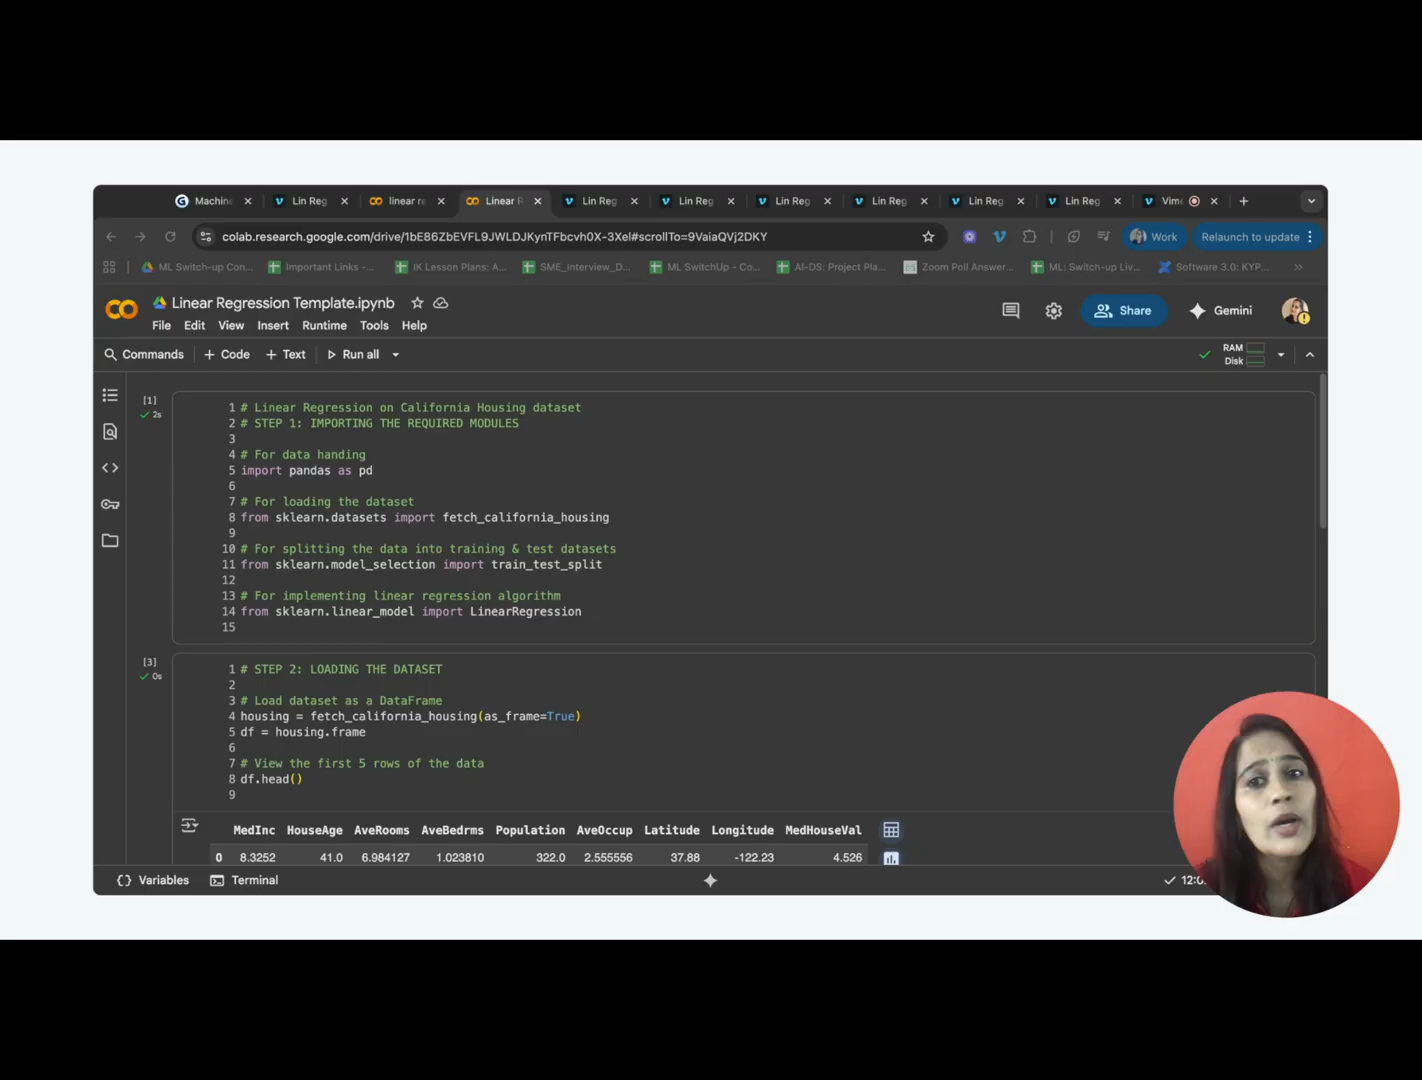 Machine
Lin Reg
linear re
Linear R
Lin Reg
Lin Reg
Lin Reg
Lin Reg
Lin Reg
Lin Reg
Vime
colab.research.google.com/drive/1bE86ZbEVFL9JWLDJKynTFbcvh0X-3Xel#scrollTo=9VaiaQVj2DKY
Work
Relaunch to update
ML Switch-up Con...
Important Links -...
IK Lesson Plans: A...
SME_Interview_D...
ML SwitchUp - Co...
AI-DS: Project Pla...
Zoom Poll Answer...
ML: Switch-up Liv...
Software 3.0: KYP...
Linear Regression Template.ipynb
File Edit View Insert Runtime Tools Help
Share
Gemini
Commands + Code + Text Run all
RAM
Disk
[1]
2s
1 # Linear Regression on California Housing dataset
2 # STEP 1: IMPORTING THE REQUIRED MODULES
3
4 # For data handing
5 import pandas as pd
6
7 # For loading the dataset
8 from sklearn.datasets import fetch_california_housing
9
10 # For splitting the data into training & test datasets
11 from sklearn.model_selection import train_test_split
12
13 # For implementing linear regression algorithm
14 from sklearn.linear_model import LinearRegression
15
[3]
0s
1 # STEP 2: LOADING THE DATASET
2
3 # Load dataset as a DataFrame
4 housing = fetch_california_housing(as_frame=True)
5 df = housing.frame
6
7 # View the first 5 rows of the data
8 df.head()
9
MedInc HouseAge AveRooms AveBedrms Population AveOccup Latitude Longitude MedHouseVal
0 8.3252 41.0 6.984127 1.023810 322.0 2.555556 37.88 -122.23 4.526
{} Variables Terminal